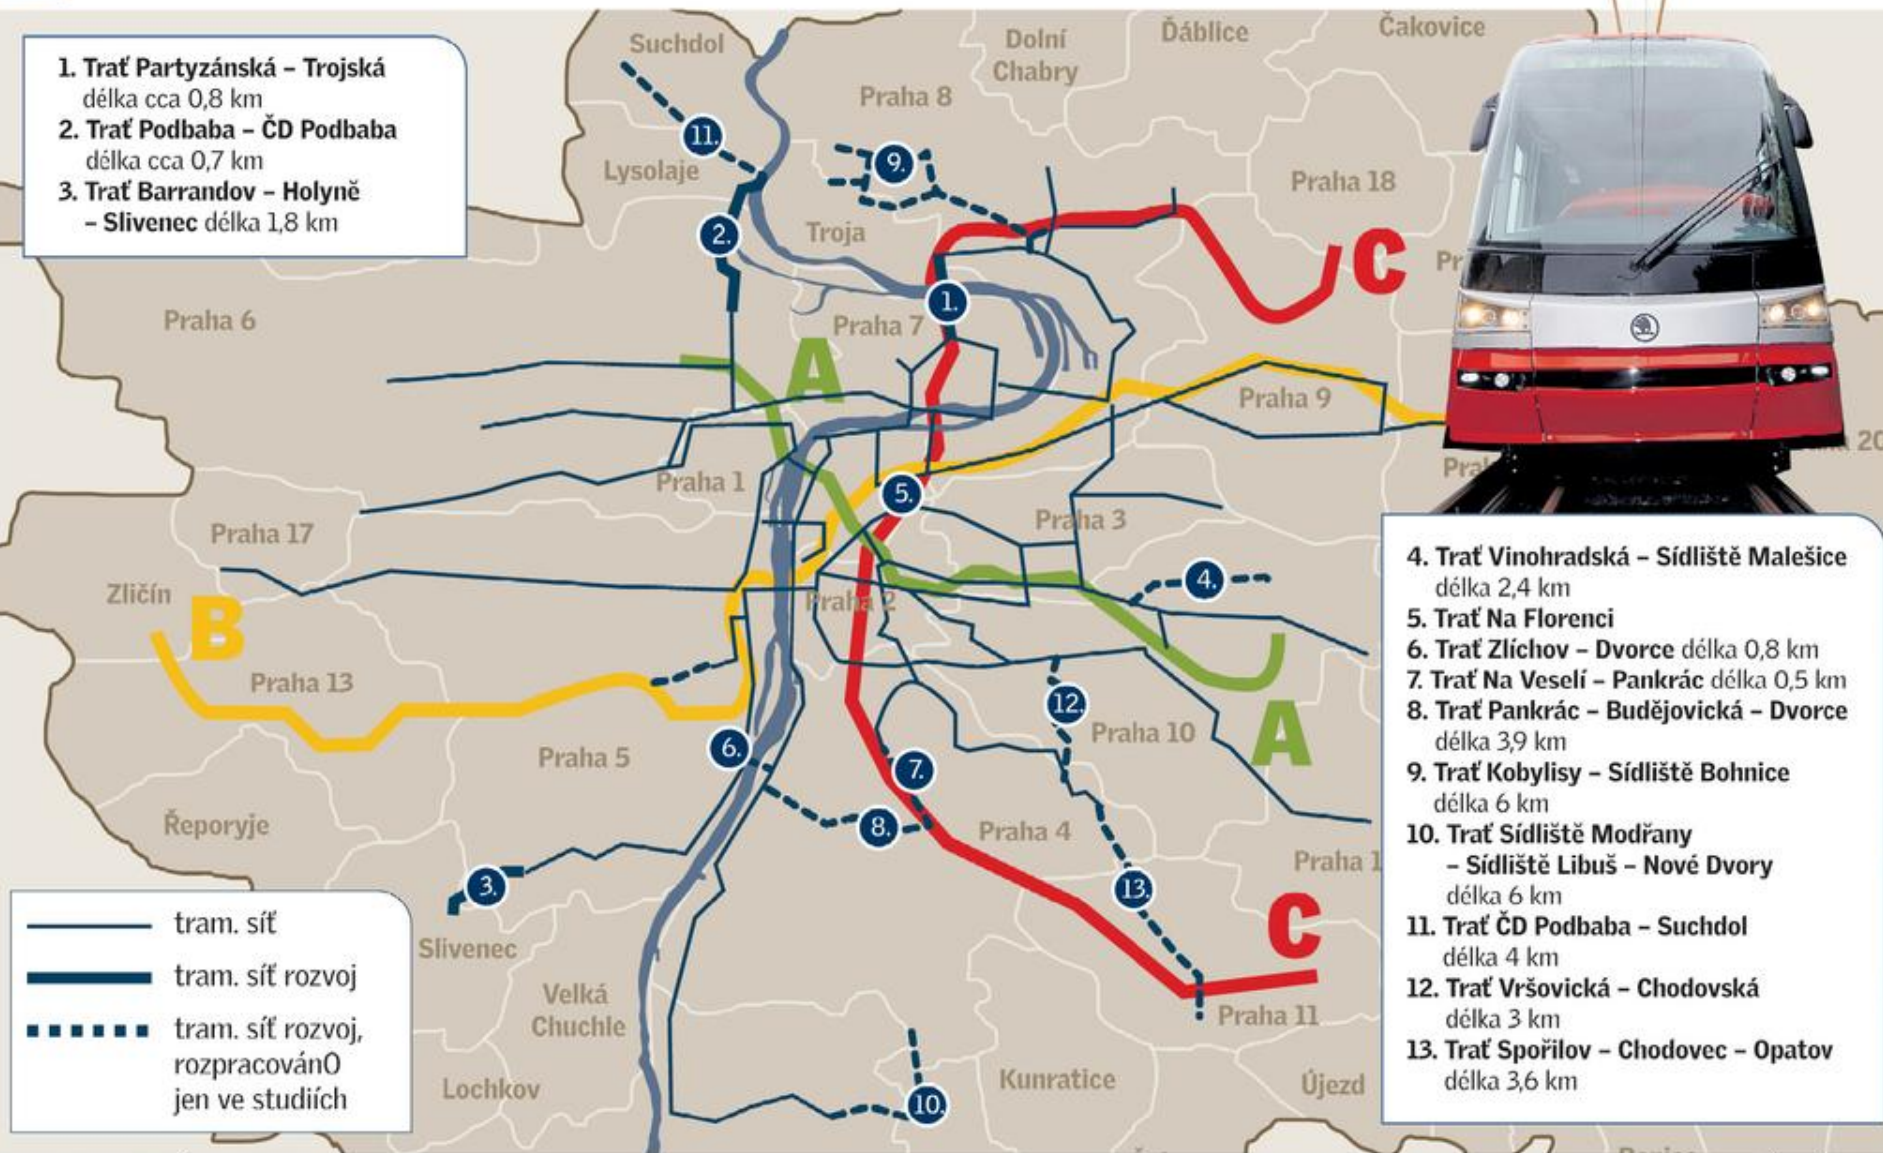 1. Trať Partyzánská – Trojská
délka cca 0,8 km
2. Trať Podbaba – ČD Podbaba
délka cca 0,7 km
3. Trať Barrandov – Holyně
– Slivenec délka 1,8 km
Suchdol
Dolní
Chabry
Ďáblice
Čakovice
Praha 8
11.
9.
Lysolaje
Praha 18
2.
Troja
C
Praha 6
1.
Praha 7
A
Praha 9
Praha 1
5.
Praha 3
Praha 17
Zličín
B
4.
Praha 2
Praha 13
12.
Praha 10
A
6.
Praha 5
7.
8.
Praha 4
Řeporyje
3.
13.
C
Slivenec
Velká
Chuchle
Praha 11
Lochkov
10.
Kunratice
Újezd
tram. síť
tram. síť rozvoj
tram. síť rozvoj,
rozpracovánO
jen ve studiích
4. Trať Vinohradská – Sídliště Malešice
délka 2,4 km
5. Trať Na Florenci
6. Trať Zlíchov – Dvorce délka 0,8 km
7. Trať Na Veselí – Pankrác délka 0,5 km
8. Trať Pankrác – Budějovická – Dvorce
délka 3,9 km
9. Trať Kobylisy – Sídliště Bohnice
délka 6 km
10. Trať Sídliště Modřany
– Sídliště Libuš – Nové Dvory
délka 6 km
11. Trať ČD Podbaba – Suchdol
délka 4 km
12. Trať Vršovická – Chodovská
délka 3 km
13. Trať Spořilov – Chodovec – Opatov
délka 3,6 km